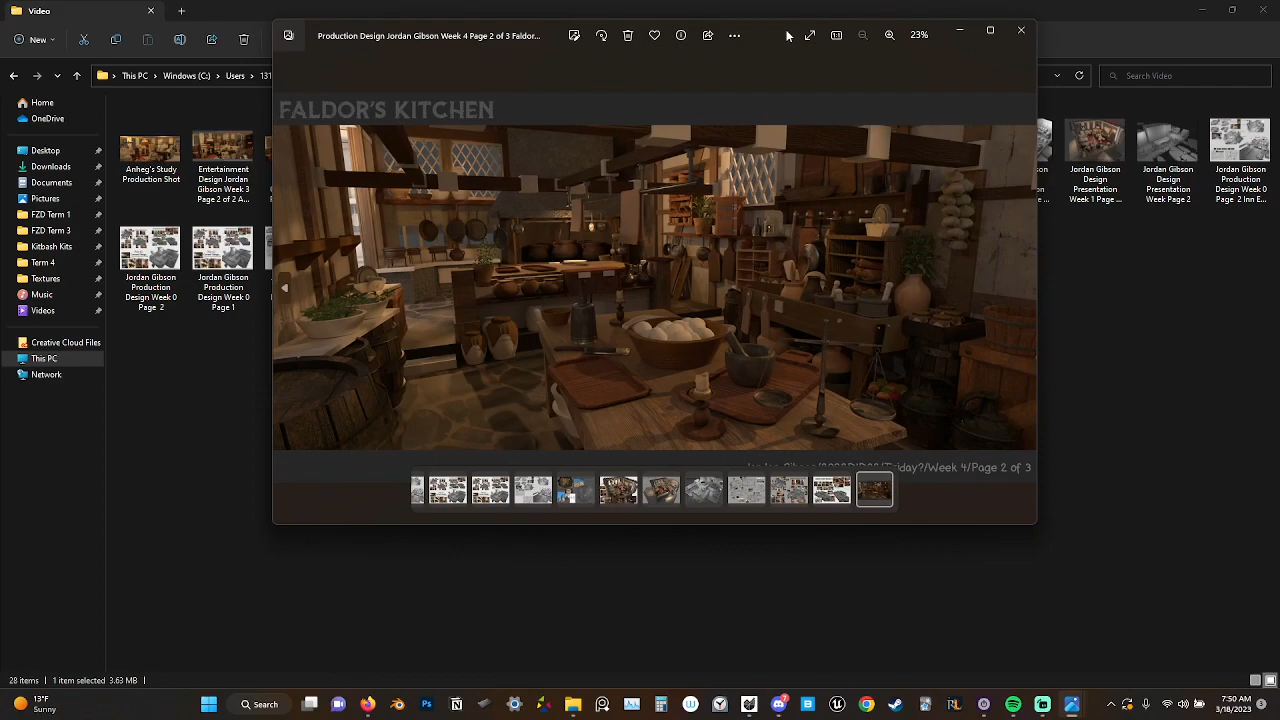 Video
New
This PC
Windows (C:)
Users
131
Search Video
Production Design Jordan Gibson Week 4 Page 2 of 3 Faldor...
23%
FALDOR'S KITCHEN
Page 2 of 3
Home
OneDrive
Desktop
Downloads
Documents
Pictures
FZD Term 1
FZD Term 3
Kitbash Kits
Term 4
Textures
Music
Videos
Creative Cloud Files
This PC
Network
Anheg's Study
Production Shot
Entertainment
Design Jordan
Gibson Week 3
Page 2 of 2 A...
Jordan Gibson
Design
Presentation
Week 1 Page ...
Jordan Gibson
Design
Presentation
Week Page 2
Jordan Gibson
Production
Design Week 0
Page 2 Jin E...
Jordan Gibson
Production
Design Week 0
Page 2
Jordan Gibson
Production
Design Week 0
Page 1
28 items
1 item selected 3.63 MB
13°F
Sunny
Search
7:50 AM
3/18/2023